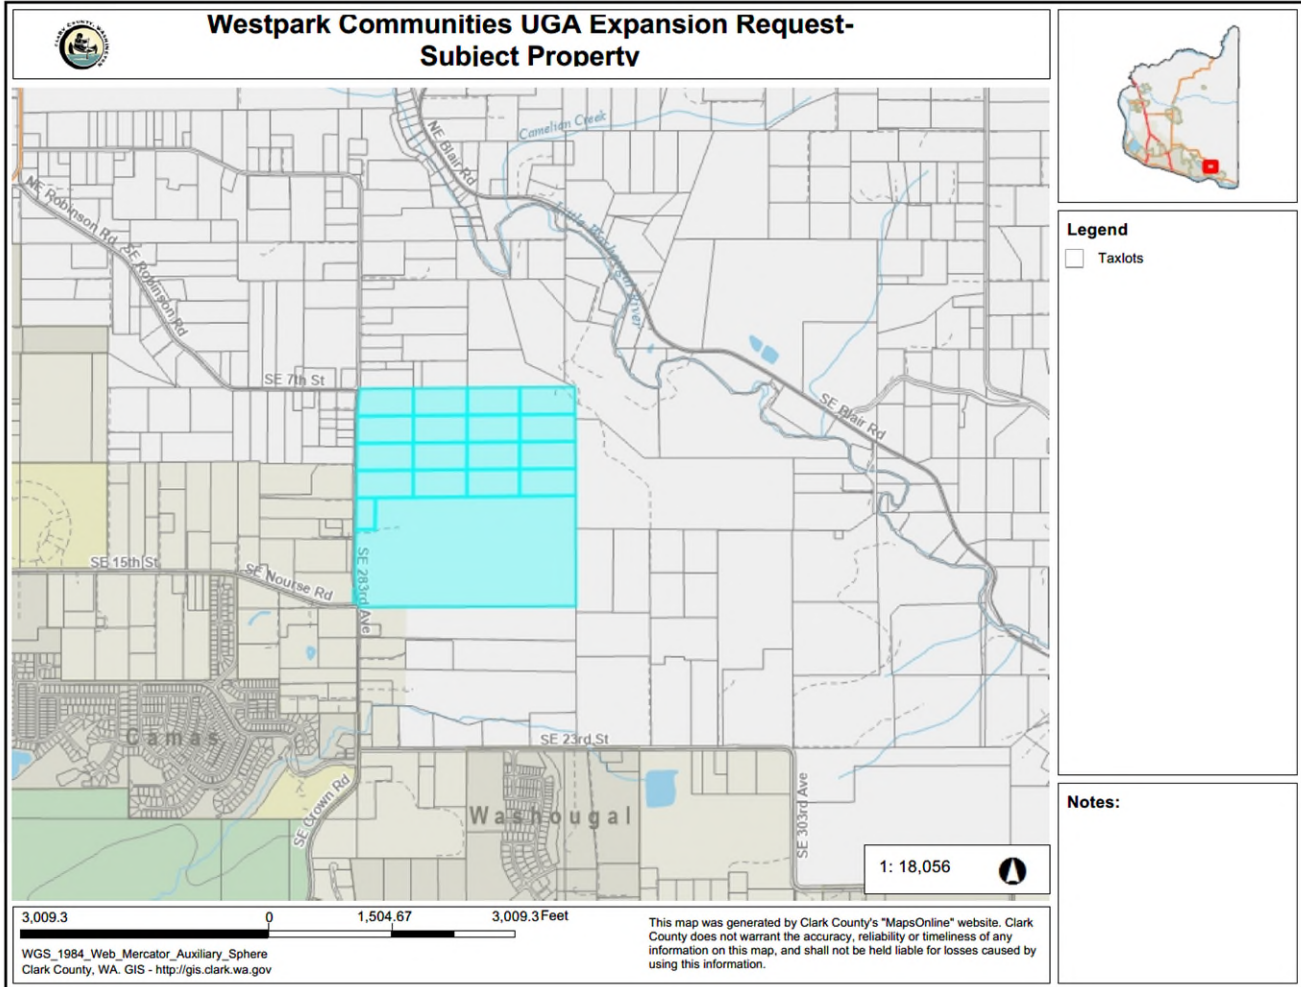 Westpark Communities UGA Expansion Request-
Subject Property
CLARK COUNTY, WASHINGTON
NE Blair Rd
Camelian Creek
Little Washougal River
NE Robinson Rd
SE Robinson Rd
SE 7th St
SE Blair Rd
SE 15th St
SE Nourse Rd
SE 283rd Ave
Camas
SE 23rd St
SE Crown Rd
Washougal
SE 303rd Ave
1: 18,056
Legend
Taxlots
Notes:
3,009.3 0 1,504.67 3,009.3 Feet
WGS_1984_Web_Mercator_Auxiliary_Sphere
Clark County, WA. GIS - http://gis.clark.wa.gov
This map was generated by Clark County's "MapsOnline" website. Clark
County does not warrant the accuracy, reliability or timeliness of any
information on this map, and shall not be held liable for losses caused by
using this information.